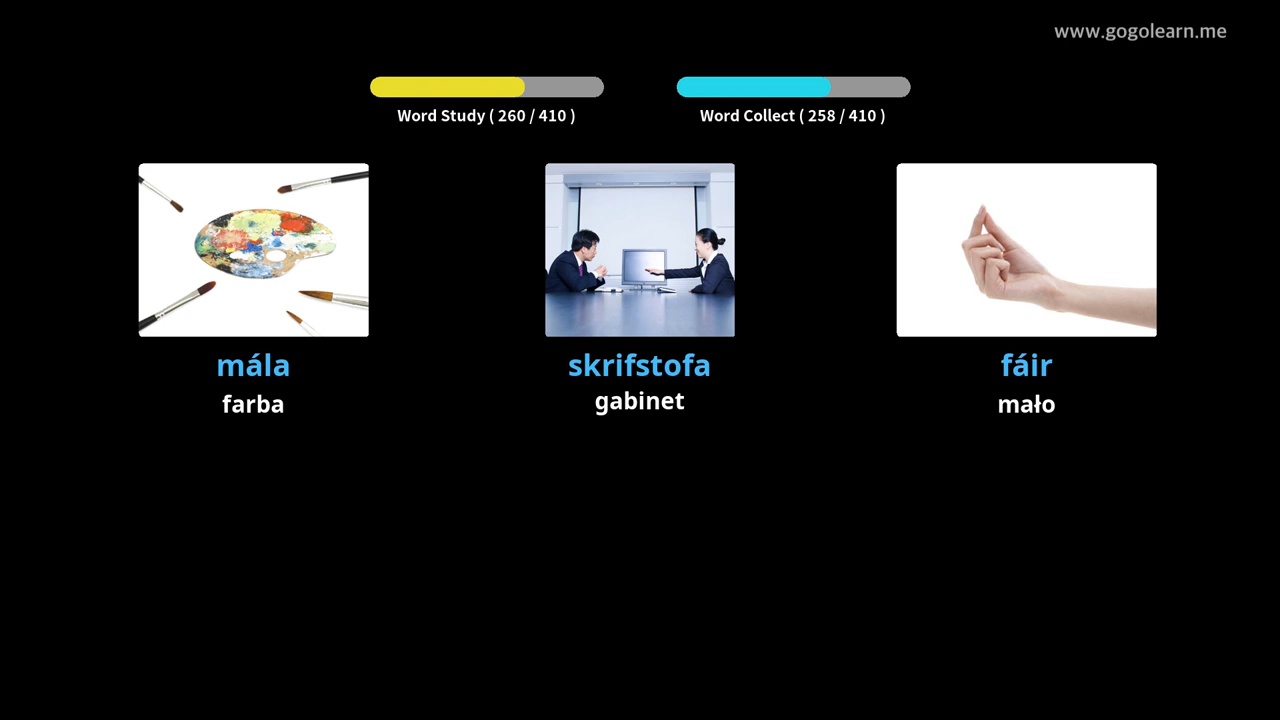 www.gogolearn.me
Word Study ( 260 / 410 )
Word Collect ( 258 / 410 )
mála
farba
skrifstofa
gabinet
fáir
mało